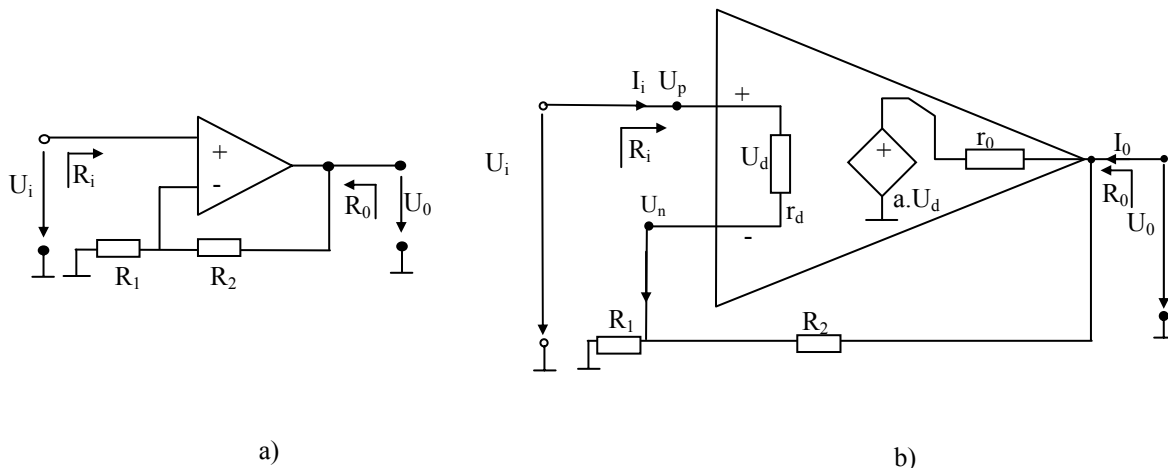 +
-
U_i
R_i
R_0
U_0
R_1
R_2
a)
I_i U_p
+
R_i
U_i
U_d
+
r_0
I_0
R_0
a.U_d
U_0
U_n
r_d
-
R_1
R_2
b)